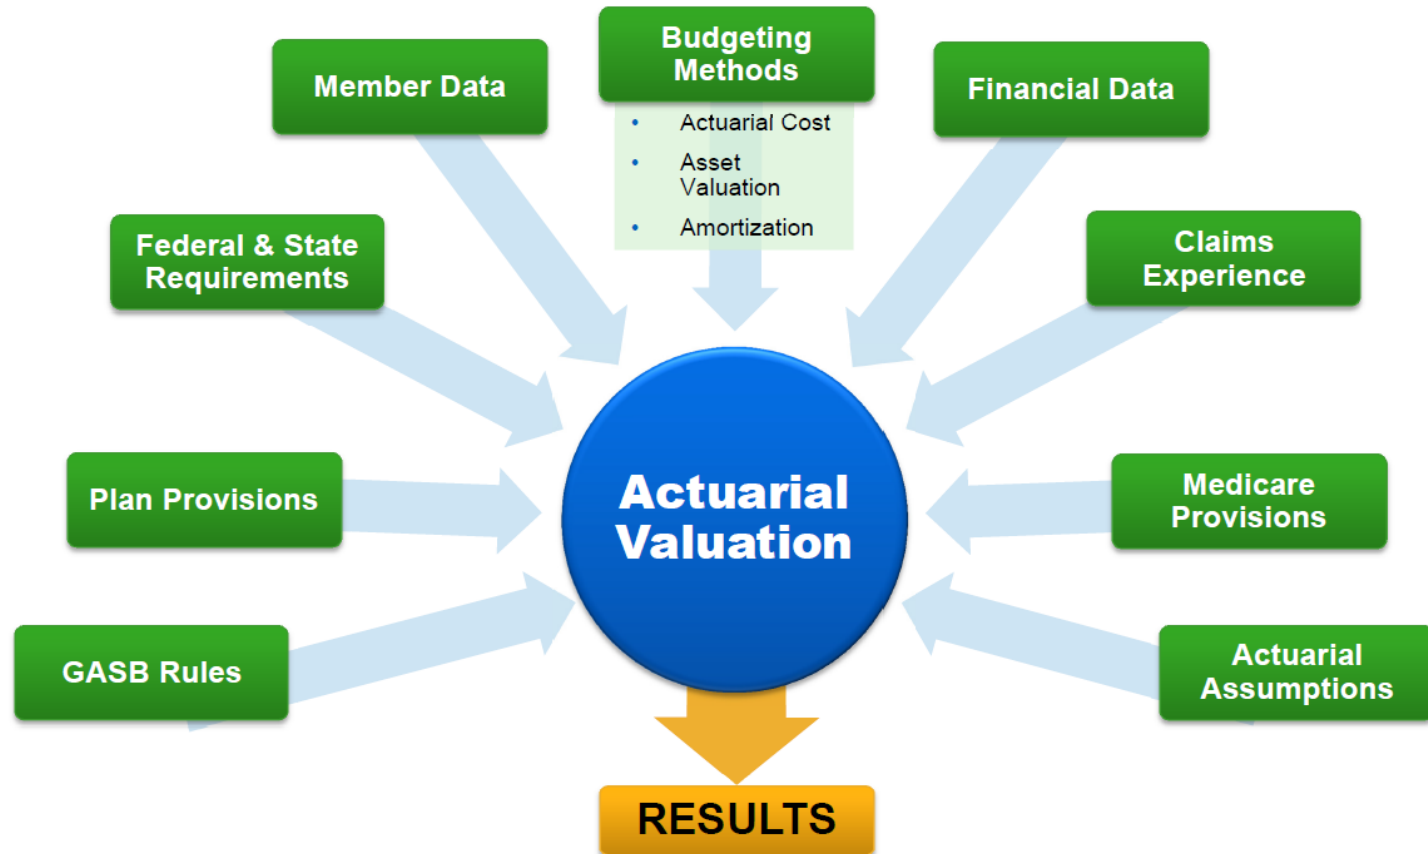 Budgeting
Methods
Member Data
Financial Data
• Actuarial Cost
• Asset
Valuation
• Amortization
Federal & State
Requirements
Claims
Experience
Plan Provisions
Actuarial
Valuation
Medicare
Provisions
GASB Rules
Actuarial
Assumptions
RESULTS